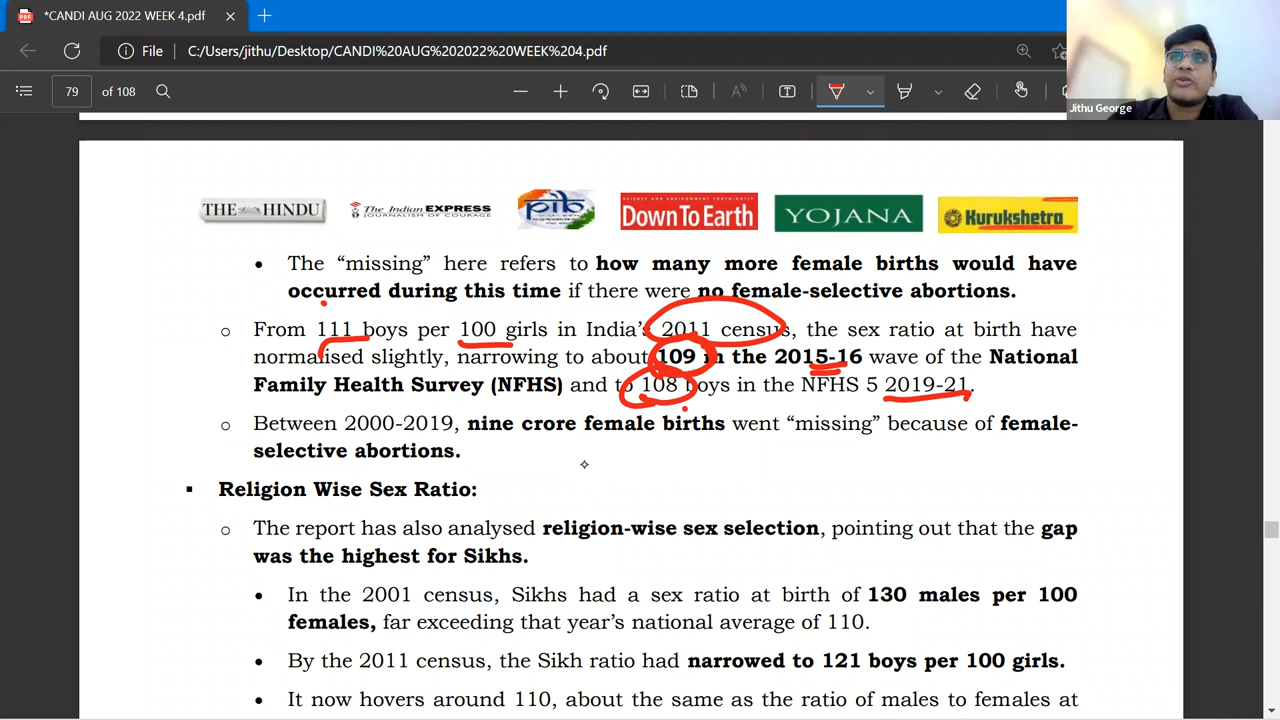 *CANDI AUG 2022 WEEK 4.pdf
File C:/Users/jithu/Desktop/CANDI%20AUG%202022%20WEEK%204.pdf
79 of 108
Jithu George
THE HINDU The Indian EXPRESS pib SCIENCE AND ENVIRONMENT FORTNIGHTLY DownToEarth YOJANA Kurukshetra
JOURNALISM OF COURAGE
• The “missing” here refers to how many more female births would have
occurred during this time if there were no female-selective abortions.
o From 111 boys per 100 girls in India’s 2011 census, the sex ratio at birth have
normalised slightly, narrowing to about 109 in the 2015-16 wave of the National
Family Health Survey (NFHS) and to 108 boys in the NFHS 5 2019-21.
o Between 2000-2019, nine crore female births went “missing” because of female-
selective abortions.
▪ Religion Wise Sex Ratio:
o The report has also analysed religion-wise sex selection, pointing out that the gap
was the highest for Sikhs.
• In the 2001 census, Sikhs had a sex ratio at birth of 130 males per 100
females, far exceeding that year’s national average of 110.
• By the 2011 census, the Sikh ratio had narrowed to 121 boys per 100 girls.
• It now hovers around 110, about the same as the ratio of males to females at